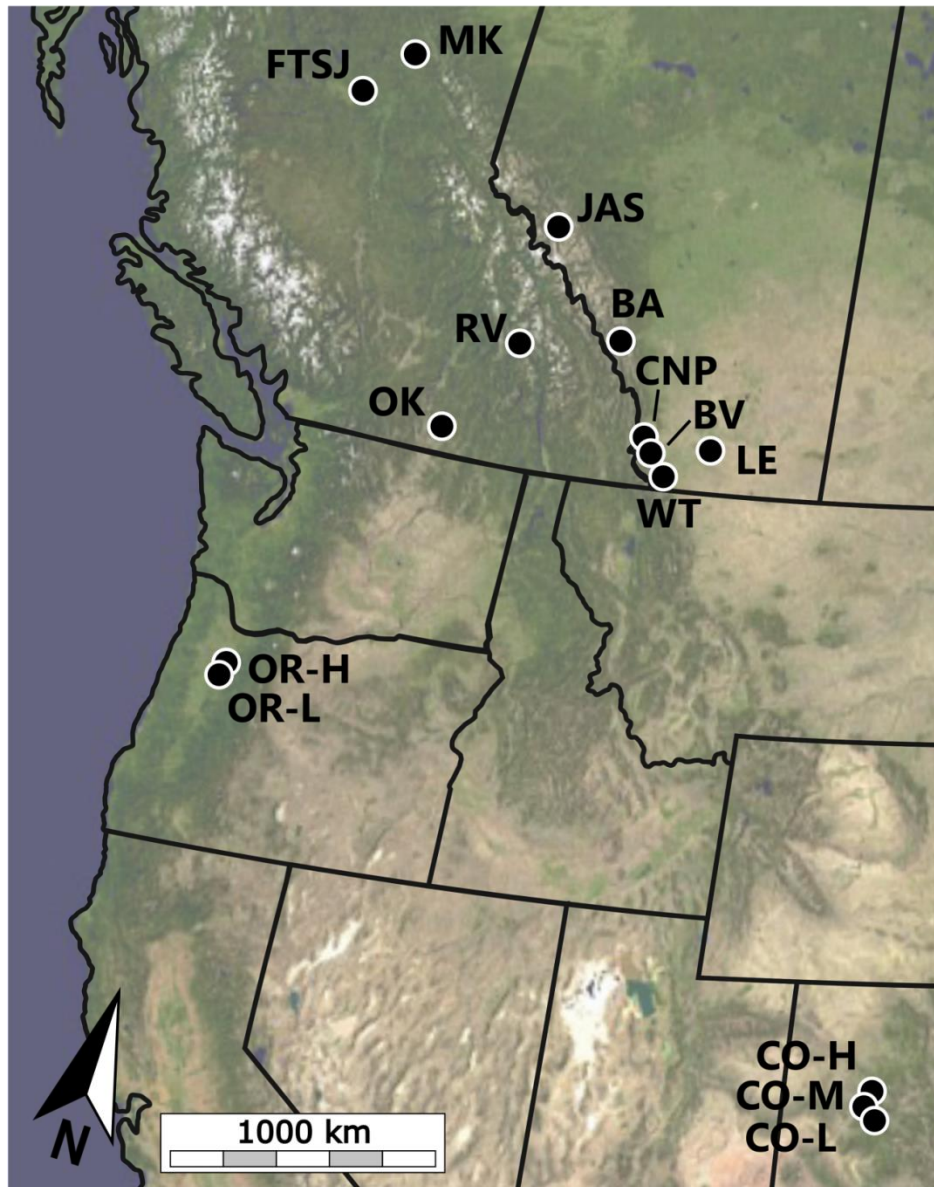 MK
FTSJ
JAS
RV
BA
CNP
OK
BV
LE
WT
OR-H
OR-L
CO-H
CO-M
CO-L
1000 km
N